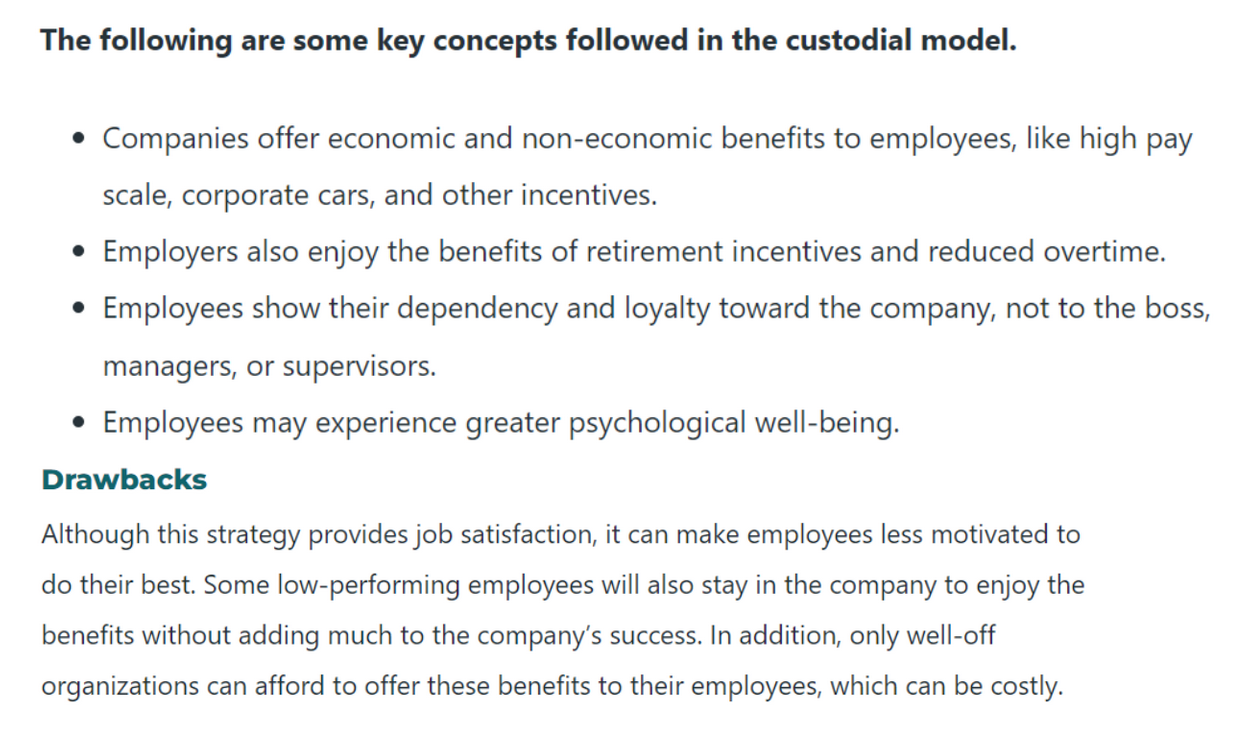 The following are some key concepts followed in the custodial model.
• Companies offer economic and non-economic benefits to employees, like high pay
scale, corporate cars, and other incentives.
• Employers also enjoy the benefits of retirement incentives and reduced overtime.
• Employees show their dependency and loyalty toward the company, not to the boss,
managers, or supervisors.
• Employees may experience greater psychological well-being.
Drawbacks
Although this strategy provides job satisfaction, it can make employees less motivated to
do their best. Some low-performing employees will also stay in the company to enjoy the
benefits without adding much to the company’s success. In addition, only well-off
organizations can afford to offer these benefits to their employees, which can be costly.